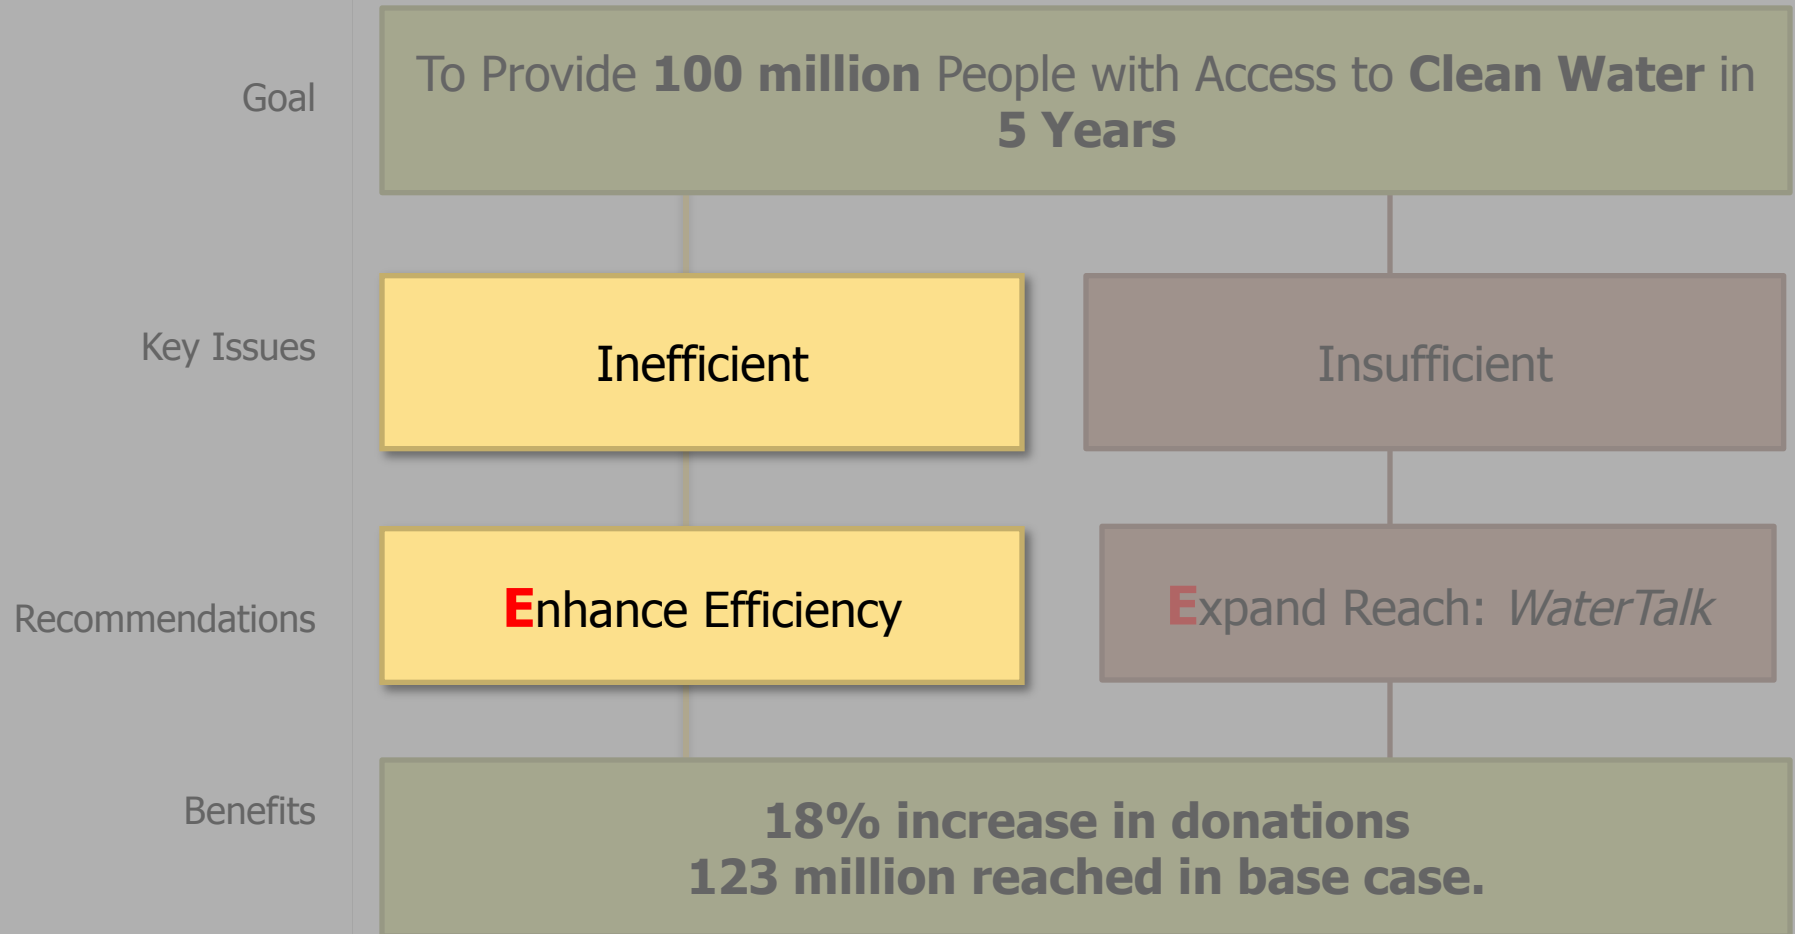 Goal
To Provide 100 million People with Access to Clean Water in
5 Years
Key Issues
Inefficient
Insufficient
Recommendations
Enhance Efficiency
Expand Reach: WaterTalk
Benefits
18% increase in donations
123 million reached in base case.